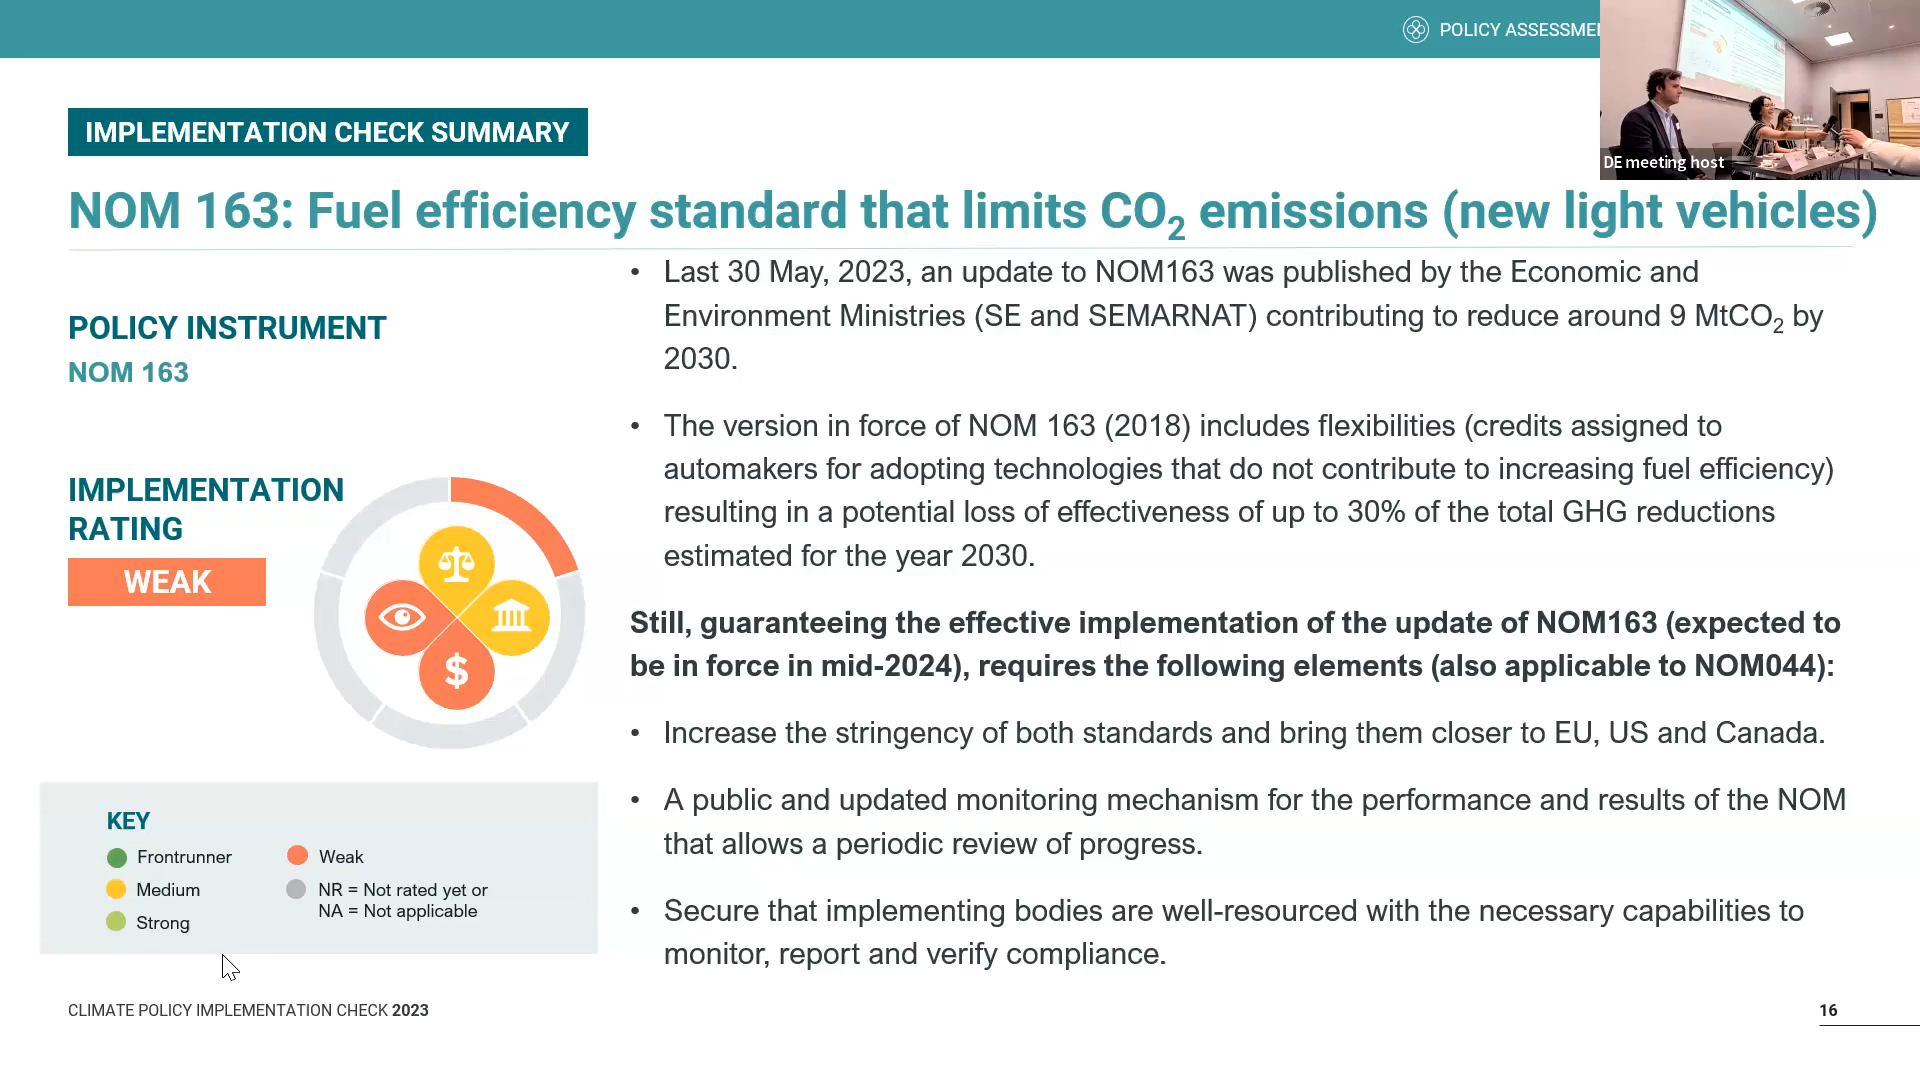 POLICY ASSESSME
DE meeting host
IMPLEMENTATION CHECK SUMMARY
NOM 163: Fuel efficiency standard that limits CO₂ emissions (new light vehicles)
POLICY INSTRUMENT
NOM 163
IMPLEMENTATION
RATING
WEAK
$
KEY
Frontrunner
Medium
Strong
Weak
NR = Not rated yet or
NA = Not applicable
• Last 30 May, 2023, an update to NOM163 was published by the Economic and
Environment Ministries (SE and SEMARNAT) contributing to reduce around 9 MtCO₂ by
2030.
• The version in force of NOM 163 (2018) includes flexibilities (credits assigned to
automakers for adopting technologies that do not contribute to increasing fuel efficiency)
resulting in a potential loss of effectiveness of up to 30% of the total GHG reductions
estimated for the year 2030.
Still, guaranteeing the effective implementation of the update of NOM163 (expected to
be in force in mid-2024), requires the following elements (also applicable to NOM044):
• Increase the stringency of both standards and bring them closer to EU, US and Canada.
• A public and updated monitoring mechanism for the performance and results of the NOM
that allows a periodic review of progress.
• Secure that implementing bodies are well-resourced with the necessary capabilities to
monitor, report and verify compliance.
CLIMATE POLICY IMPLEMENTATION CHECK 2023
16